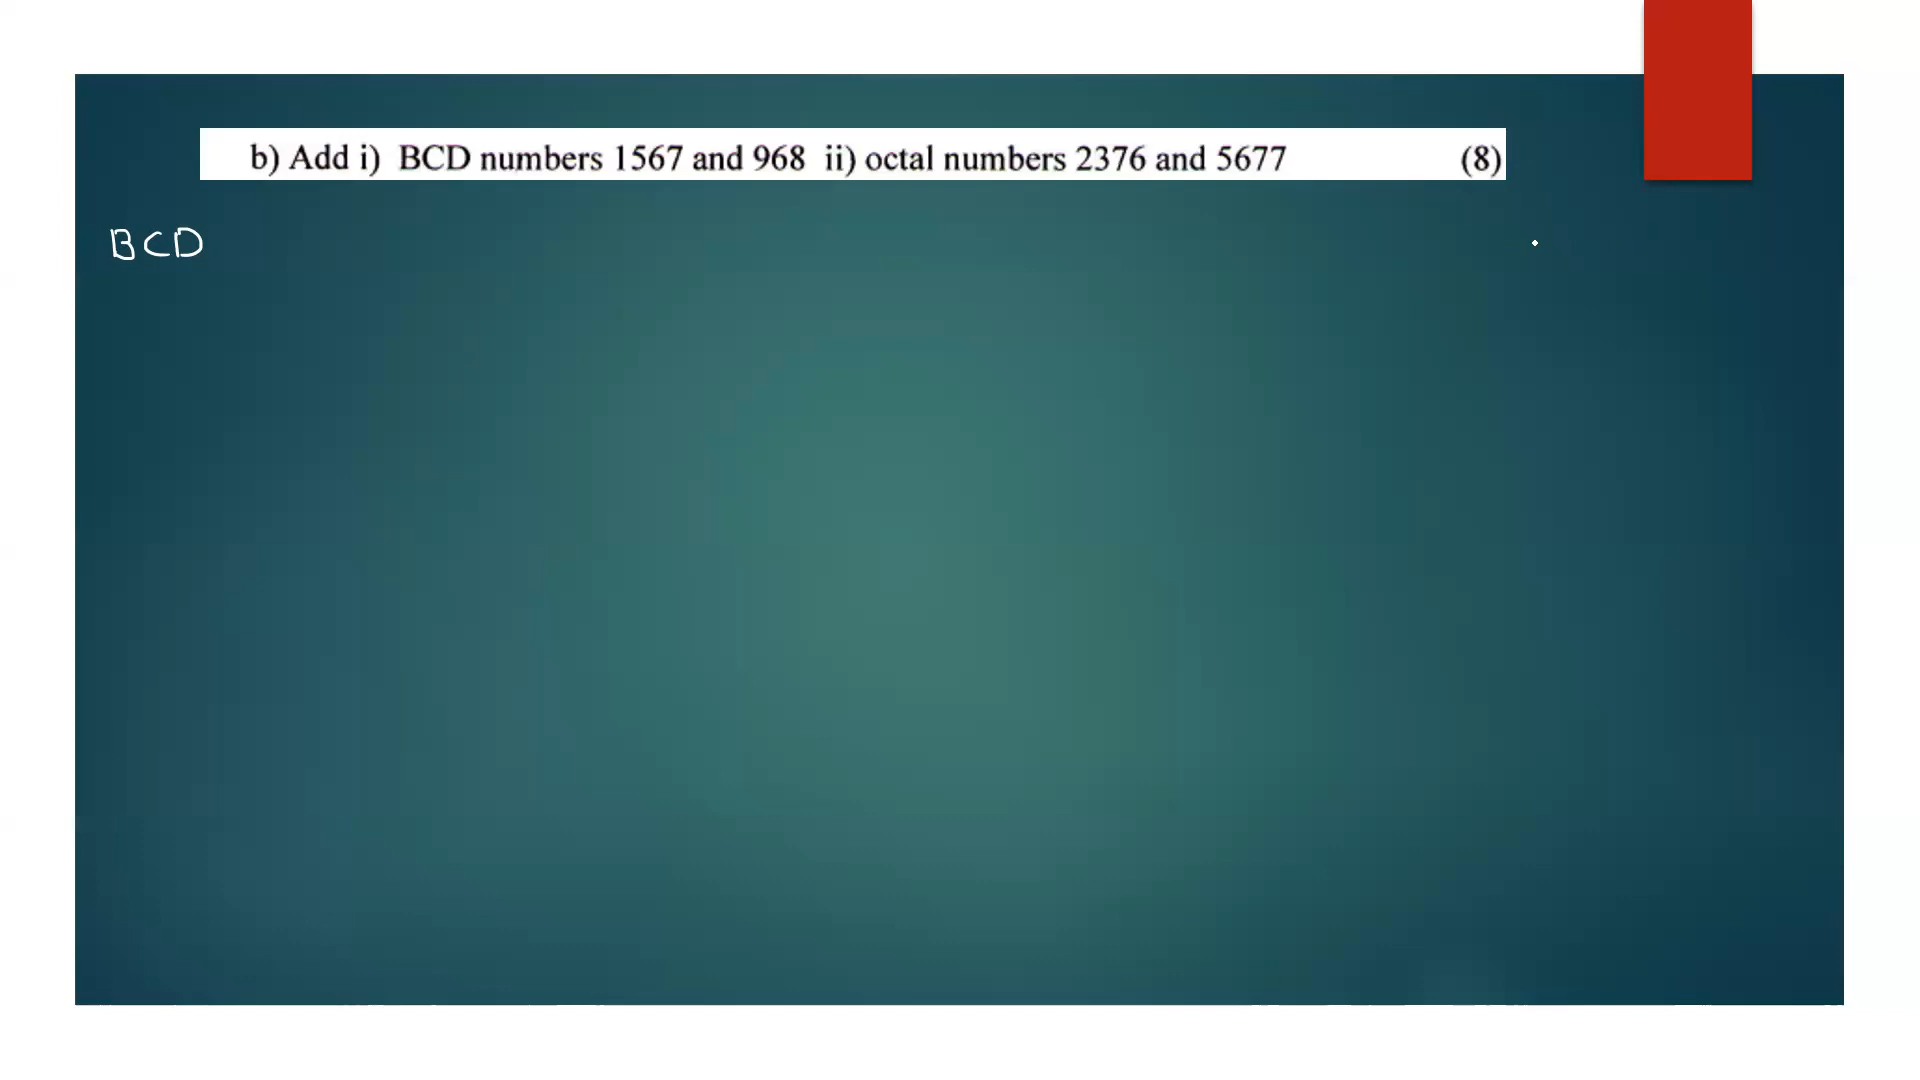 b) Add i) BCD numbers 1567 and 968 ii) octal numbers 2376 and 5677 (8)
BCD